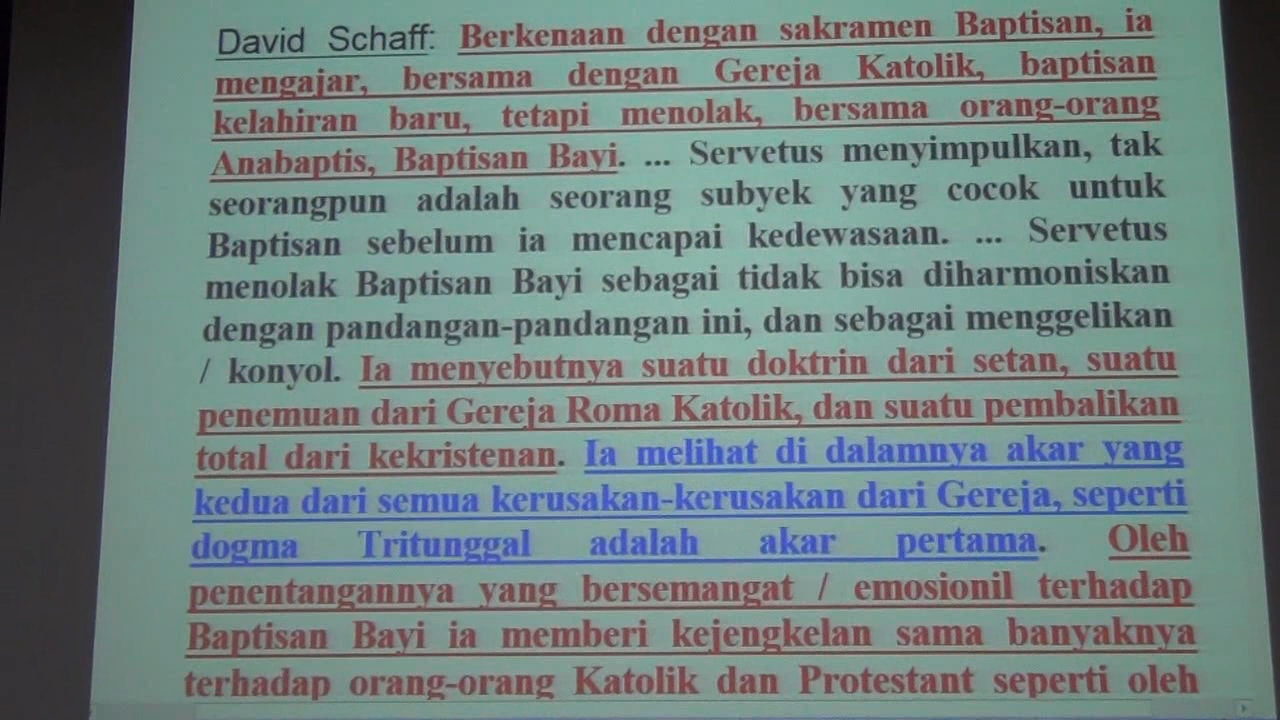 David Schaff: Berkenaan dengan sakramen Baptisan, ia
mengajar, bersama dengan Gereja Katolik, baptisan
kelahiran baru, tetapi menolak, bersama orang-orang
Anabaptis, Baptisan Bayi. ... Servetus menyimpulkan, tak
seorangpun adalah seorang subyek yang cocok untuk
Baptisan sebelum ia mencapai kedewasaan. ... Servetus
menolak Baptisan Bayi sebagai tidak bisa diharmoniskan
dengan pandangan-pandangan ini, dan sebagai menggelikan
/ konyol. Ia menyebutnya suatu doktrin dari setan, suatu
penemuan dari Gereja Roma Katolik, dan suatu pembalikan
total dari kekristenan. Ia melihat di dalamnya akar yang
kedua dari semua kerusakan-kerusakan dari Gereja, seperti
dogma Tritunggal adalah akar pertama. Oleh
penentangannya yang bersemangat / emosionil terhadap
Baptisan Bayi ia memberi kejengkelan sama banyaknya
terhadap orang-orang Katolik dan Protestant seperti oleh